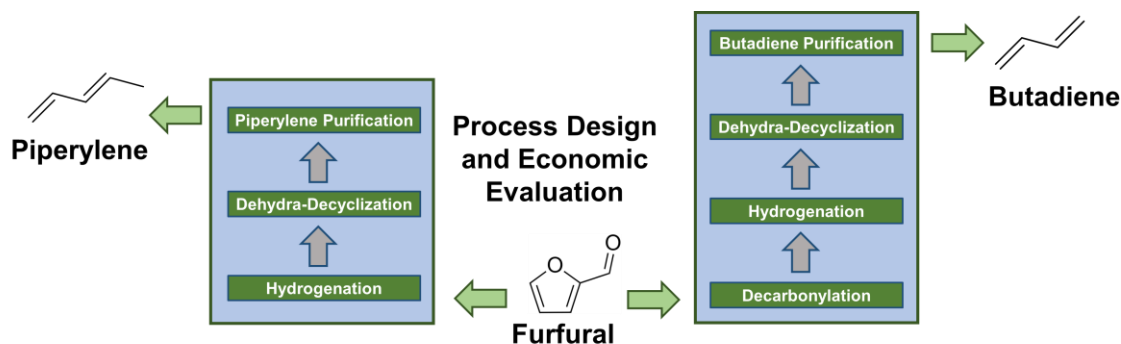 Piperylene
Piperylene Purification
Dehydra-Decyclization
Hydrogenation
Process Design
and Economic
Evaluation
O
O
Furfural
Butadiene Purification
Dehydra-Decyclization
Hydrogenation
Decarbonylation
Butadiene